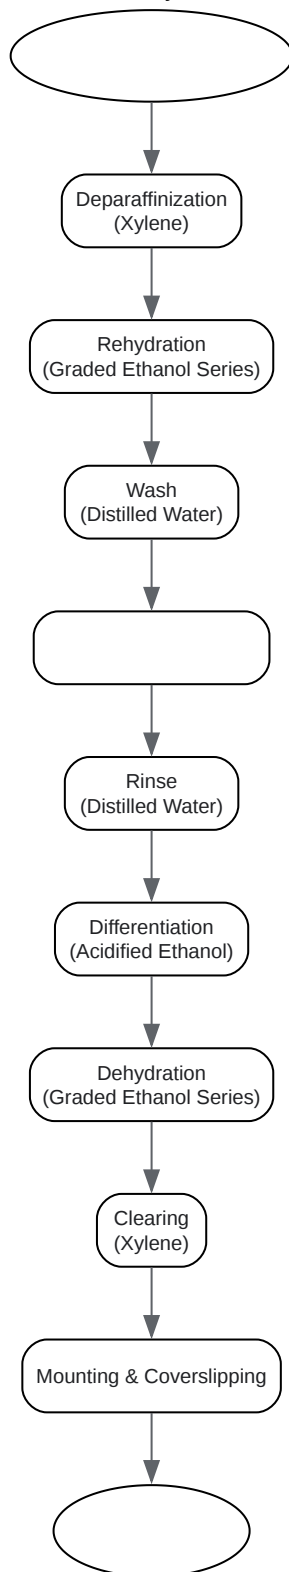 Deparaffinization
(Xylene)
Rehydration
(Graded Ethanol Series)
Wash
(Distilled Water)
Rinse
(Distilled Water)
Differentiation
(Acidified Ethanol)
Dehydration
(Graded Ethanol Series)
Clearing
(Xylene)
Mounting & Coverslipping